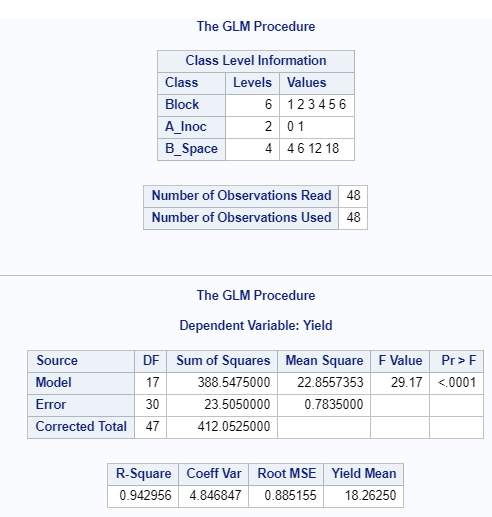 The GLM Procedure
Class Level Information
Class Levels Values
Block 6 1 2 3 4 5 6
A_Inoc 2 0 1
B_Space 4 4 6 12 18
Number of Observations Read 48
Number of Observations Used 48
The GLM Procedure
Dependent Variable: Yield
Source DF Sum of Squares Mean Square F Value Pr > F
Model 17 388.5475000 22.8557353 29.17 <.0001
Error 30 23.5050000 0.7835000
Corrected Total 47 412.0525000
R-Square Coeff Var Root MSE Yield Mean
0.942956 4.846847 0.885155 18.26250